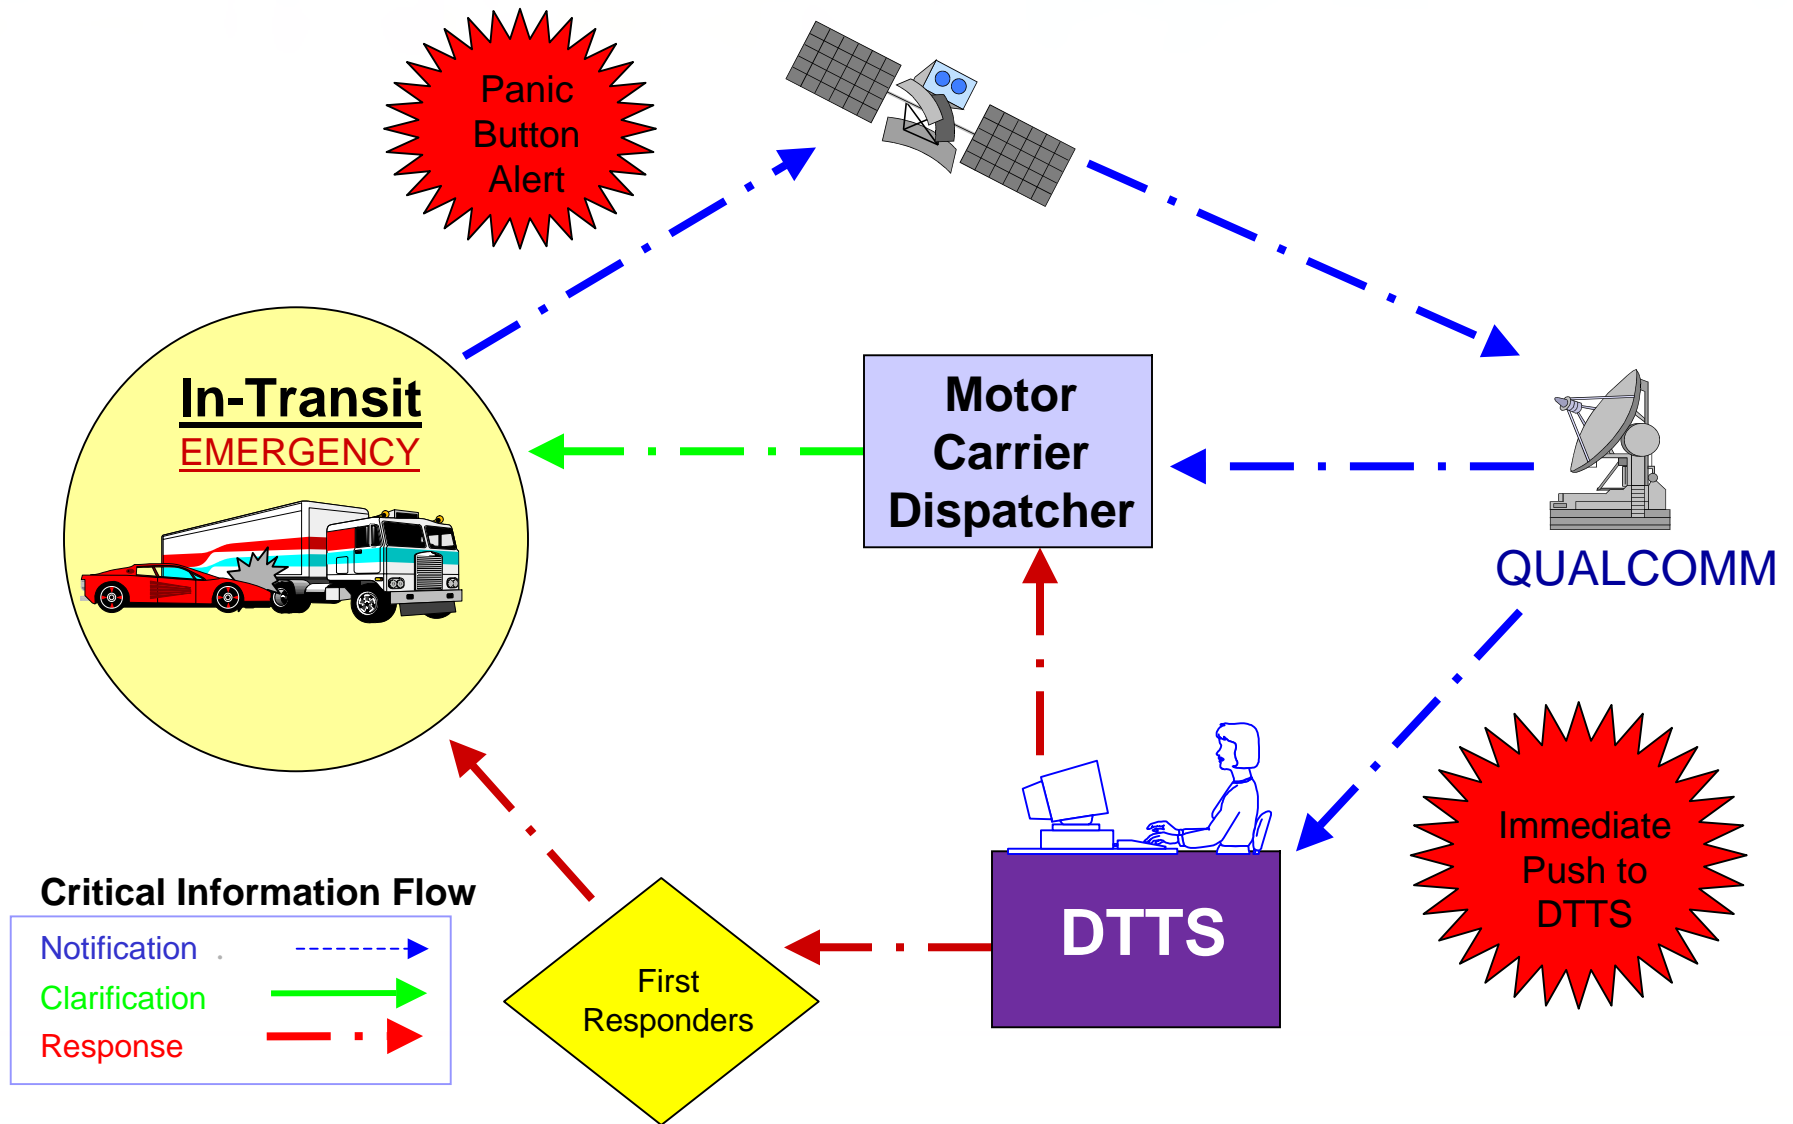 Panic
Button
Alert
In-Transit
EMERGENCY
Motor
Carrier
Dispatcher
QUALCOMM
Immediate
Push to
DTTS
DTTS
First
Responders
Critical Information Flow
Notification .
Clarification
Response